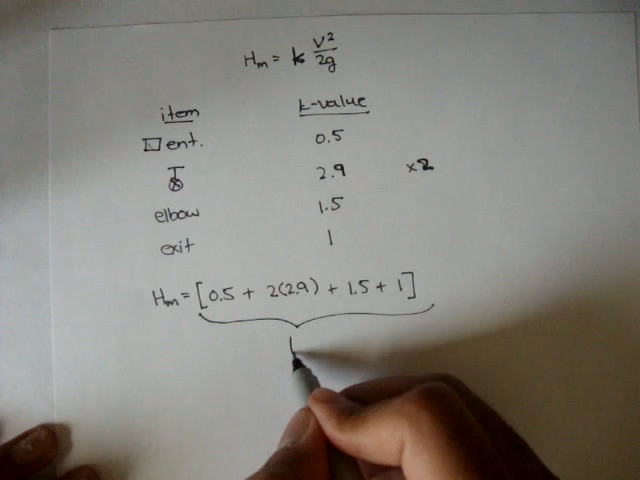 Hm = k V²/2g
item k-value
ent. 0.5
2.9 x2
elbow 1.5
exit 1
Hm = [0.5 + 2(2.9) + 1.5 + 1]